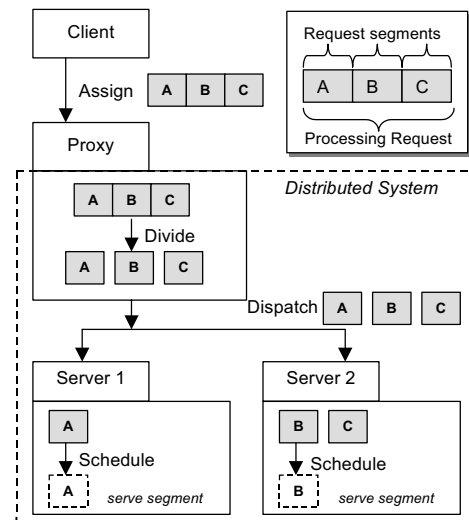 Client
Request segments
Assign
A B C
A B C
Processing Request
Proxy
Distributed System
A B C
Divide
A B C
Dispatch
A B C
Server 1
Server 2
A
B C
Schedule
Schedule
A
serve segment
B
serve segment